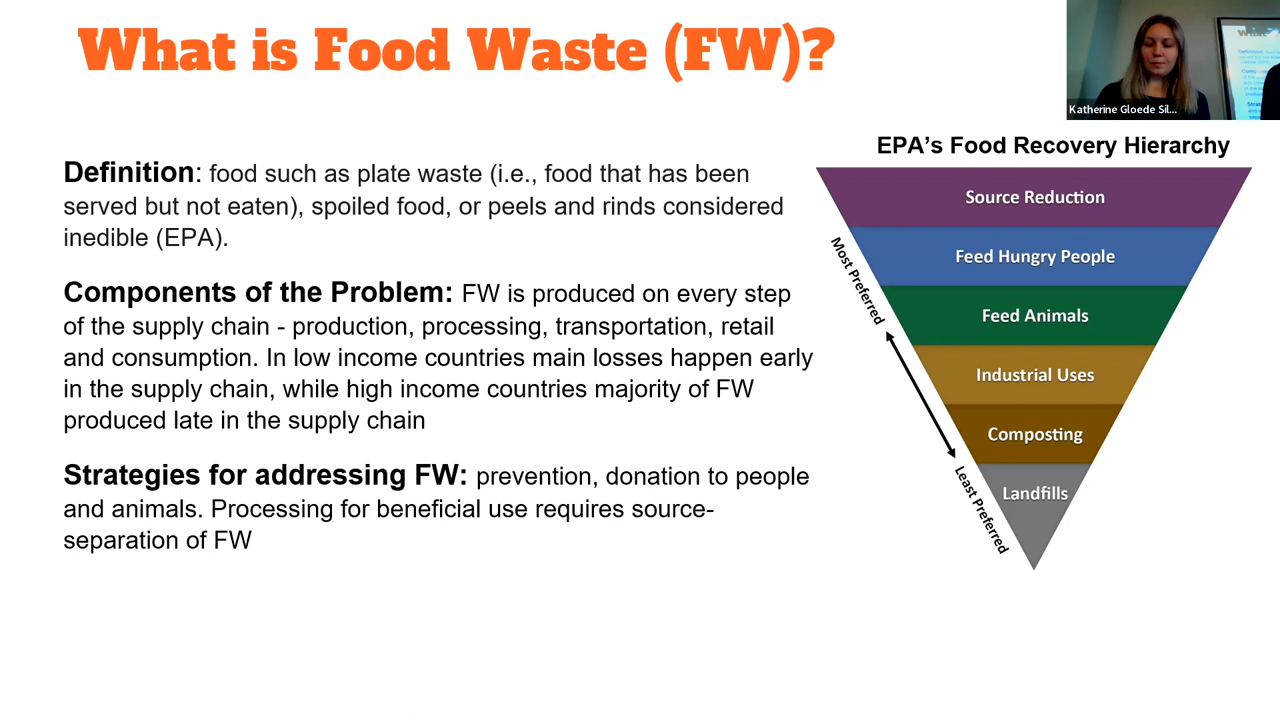 What is Food Waste (FW)?
Katherine Gloede Sil...
Definition: food such as plate waste (i.e., food that has been
served but not eaten), spoiled food, or peels and rinds considered
inedible (EPA).
Components of the Problem: FW is produced on every step
of the supply chain - production, processing, transportation, retail
and consumption. In low income countries main losses happen early
in the supply chain, while high income countries majority of FW
produced late in the supply chain
Strategies for addressing FW: prevention, donation to people
and animals. Processing for beneficial use requires source-
separation of FW
EPA’s Food Recovery Hierarchy
Source Reduction
Feed Hungry People
Feed Animals
Industrial Uses
Composting
Landfills
Most Preferred
Least Preferred